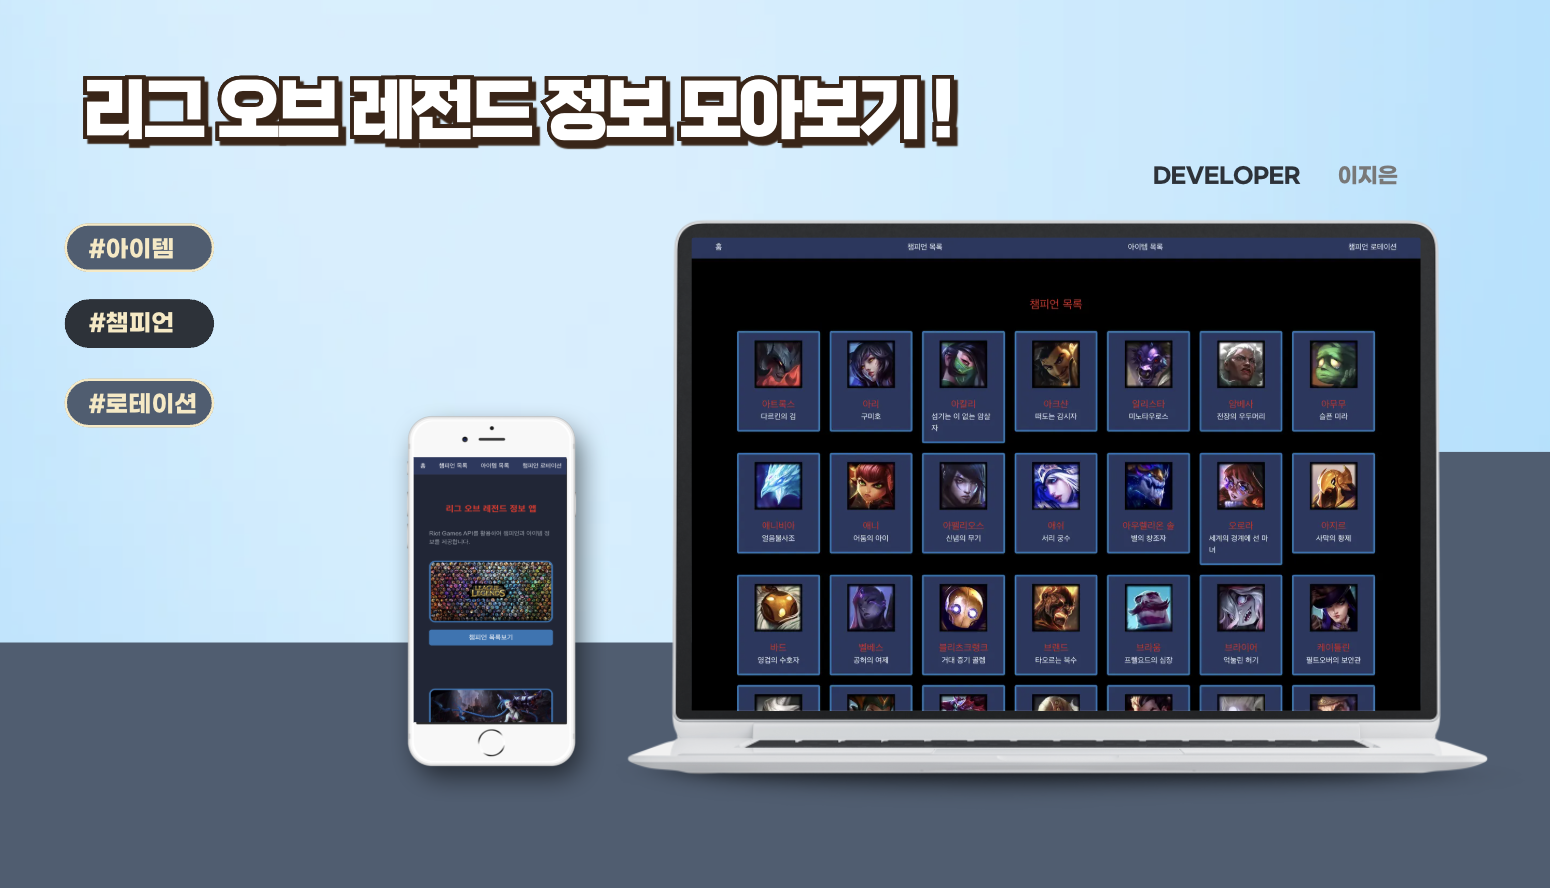 리그 오브 레전드 정보 모아보기 !
DEVELOPER 이지은
#아이템
#챔피언
#로테이션
홈 챔피언 목록 아이템 목록 챔피언 로테이션
리그 오브 레전드 정보 앱
Riot Games API를 활용하여 챔피언과 아이템 정
보를 제공합니다.
LEAGUE OF
LEGENDS
챔피언 목록보기
홈 챔피언 목록 아이템 목록 챔피언 로테이션
챔피언 목록
아트록스 아리 아칼리 아크샨 알리스타 암베사 아무무
다르킨의 검 구미호 섬기는 이 없는 암살 떠도는 감시자 미노타우로스 전장의 우두머리 슬픈 미라
자
애니비아 애니 아펠리오스 애쉬 아우렐리온 솔 오로라 아지르
얼음불사조 어둠의 아이 신념의 무기 서리 궁수 별의 창조자 세계의 경계에 선 마 사막의 황제
녀
바드 벨베스 블리츠크랭크 브랜드 브라움 브라이어 케이틀린
영겁의 수호자 공허의 여제 거대 증기 골렘 타오르는 복수 프렐요드의 심장 억눌린 허기 필트오버의 보안관